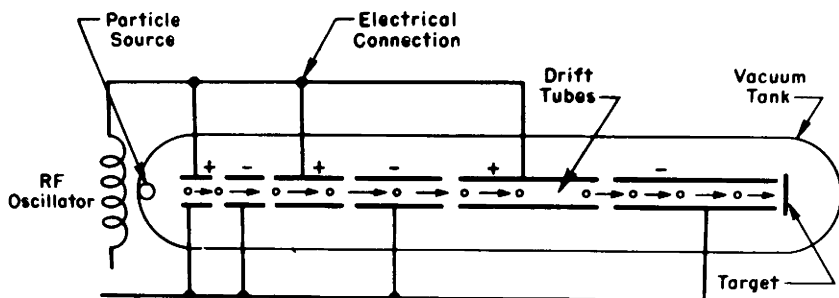 Particle
Source
Electrical
Connection
Drift
Tubes
Vacuum
Tank
+ - + - + -
RF
Oscillator
Target